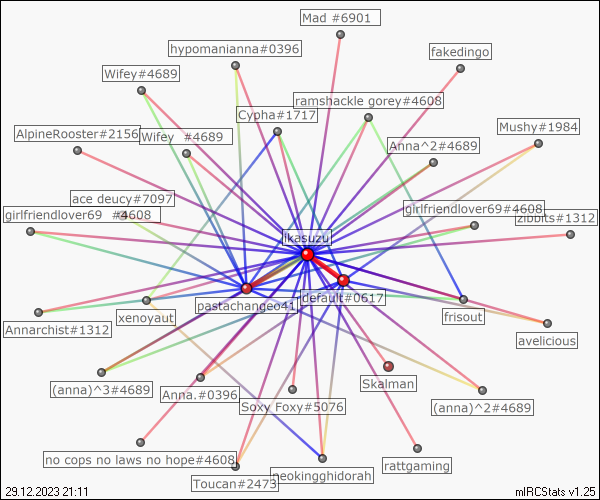 Mad #6901
hypomanianna#0396
fakedingo
Wifey#4689
ramshackle gorey#4608
Cypha#1717
Mushy#1984
AlpineRooster#2156
Wifey #4689
Anna^2#4689
ace deucy#7097
girlfriendlover69 #4608
girlfriendlover69#4608
zibbits#1312
ikasuzu
default#0617
pastachangeo41
Annarchist#1312
xenoyaut
frisout
avelicious
(anna)^3#4689
Anna.#0396
Skalman
Soxy Foxy#5076
(anna)^2#4689
no cops no laws no hope#4608
rattgaming
Toucan#2473
neokingghidorah
29.12.2023 21:11
mIRCStats v1.25